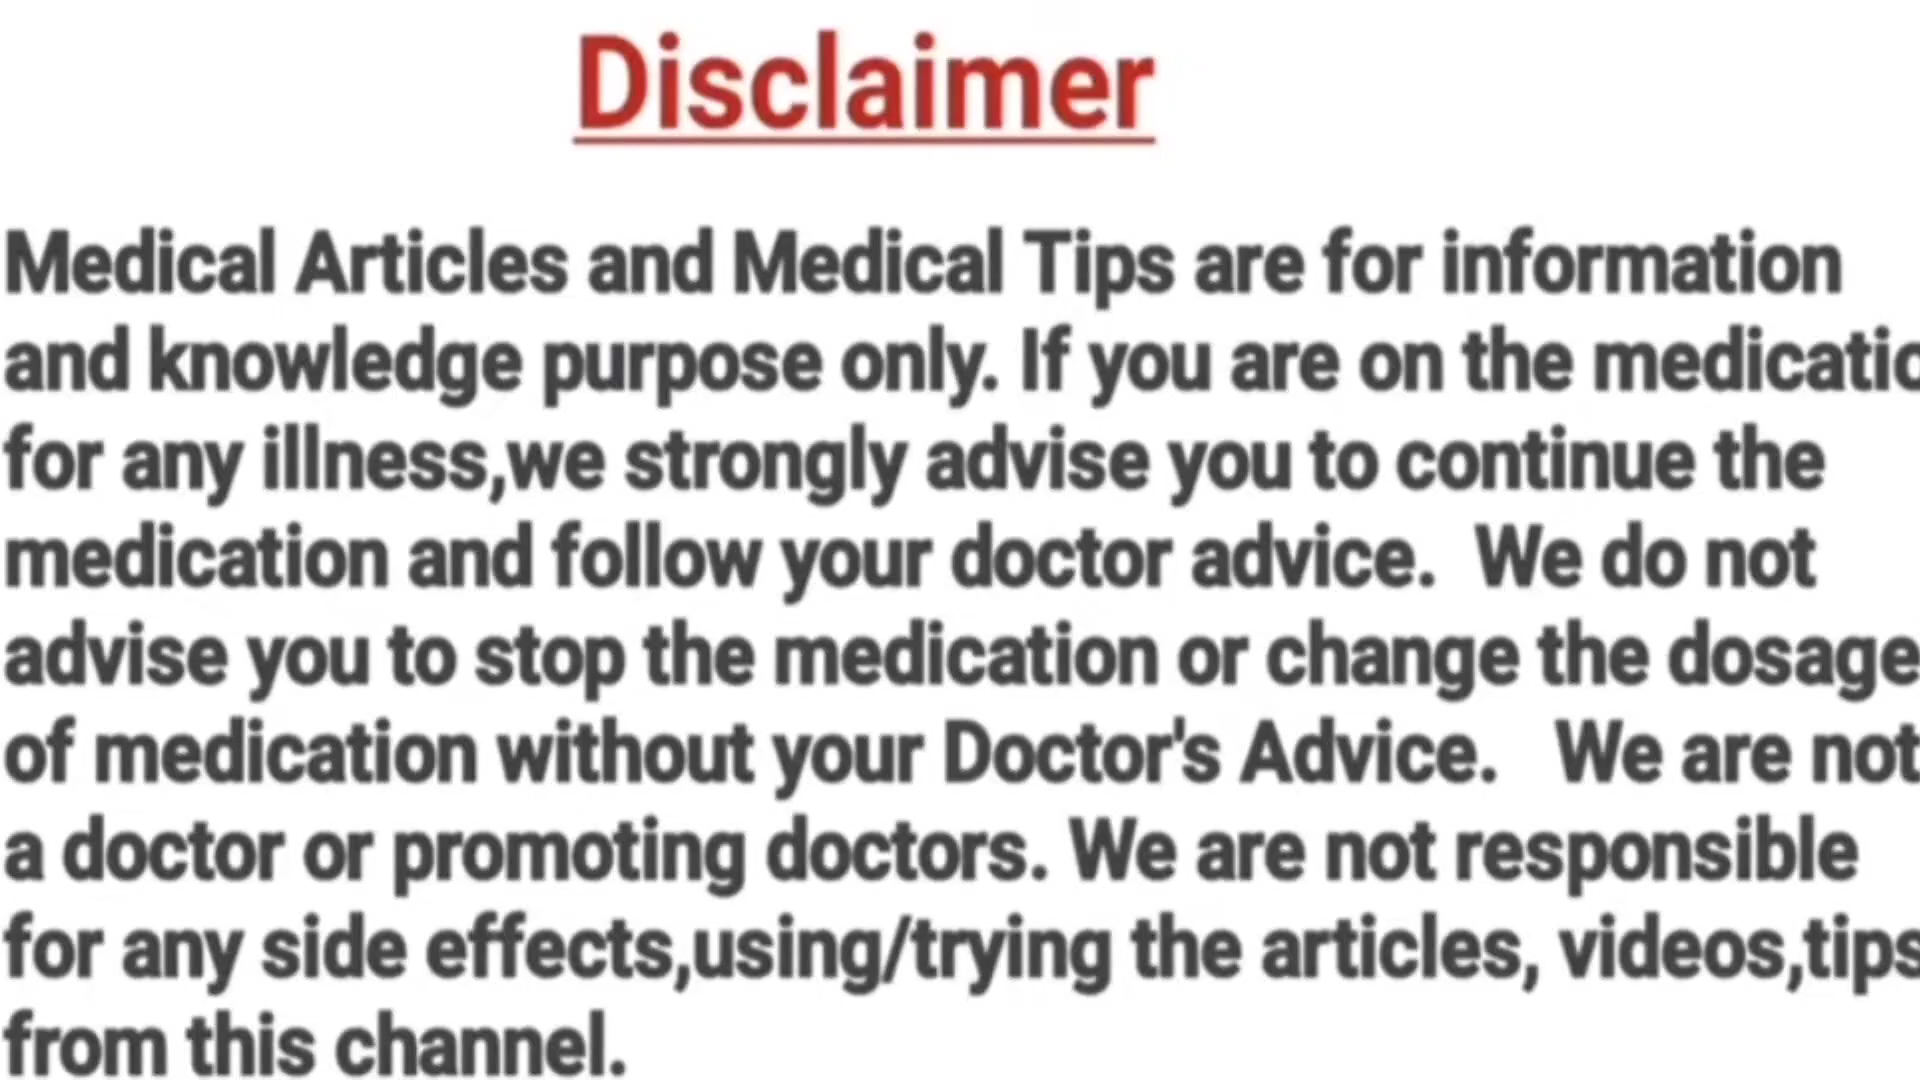 Disclaimer
Medical Articles and Medical Tips are for information
and knowledge purpose only. If you are on the medicatio
for any illness,we strongly advise you to continue the
medication and follow your doctor advice.  We do not
advise you to stop the medication or change the dosage
of medication without your Doctor's Advice.   We are not
a doctor or promoting doctors. We are not responsible
for any side effects,using/trying the articles, videos,tips
from this channel.